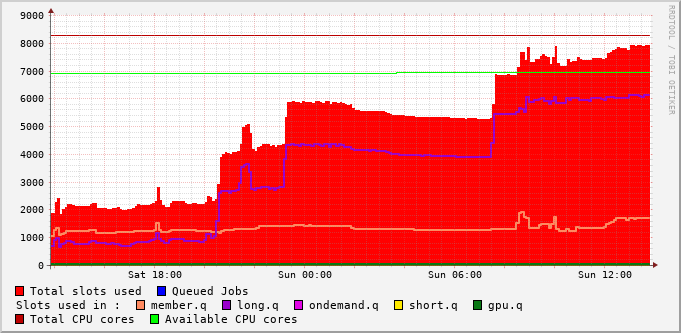 RRDTOOL / TOBI OETIKER
9000
8000
7000
6000
5000
4000
3000
2000
1000
0
Sat 18:00 Sun 00:00 Sun 06:00 Sun 12:00
Total slots used Queued Jobs
Slots used in : member.q long.q ondemand.q short.q gpu.q
Total CPU cores Available CPU cores